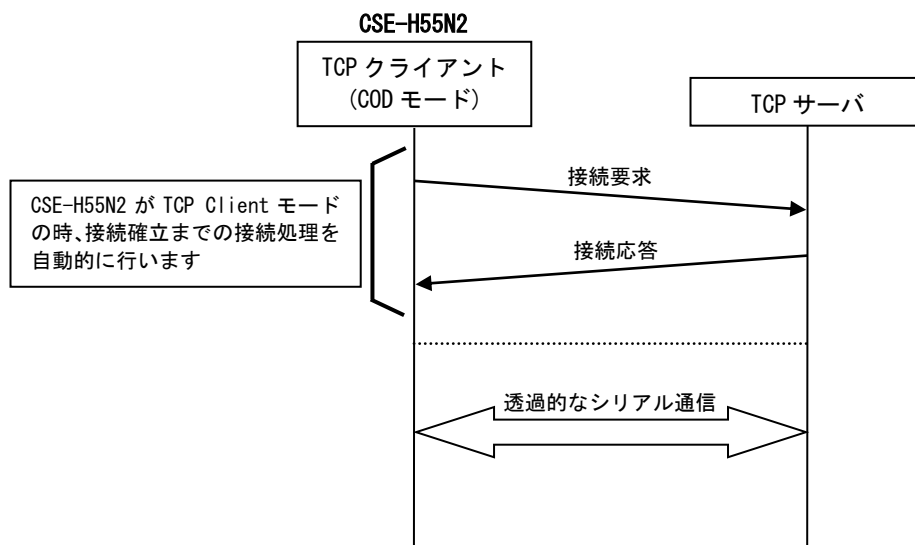 CSE-H55N2
TCP クライアント
(COD モード)
TCP サーバ
接続要求
CSE-H55N2 が TCP Client モード
の時、接続確立までの接続処理を
自動的に行います
接続応答
透過的なシリアル通信